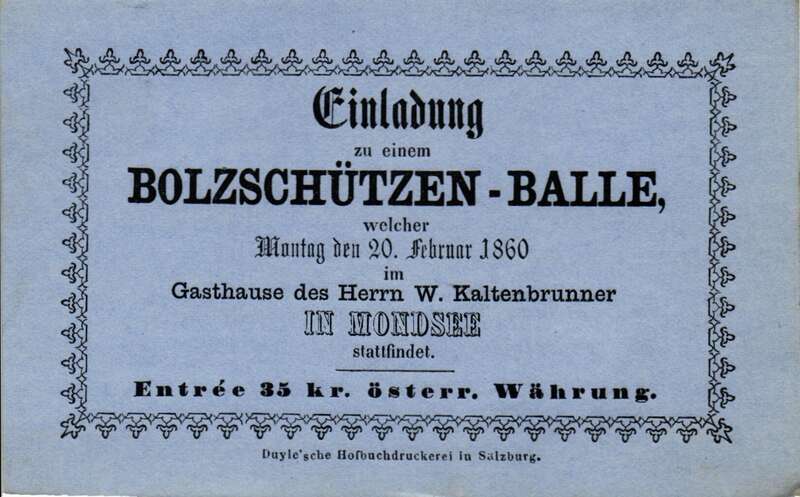 Einladung
zu einem
BOLZSCHÜTZEN-BALLE,
welcher
Montag den 20. Februar 1860
im
Gasthause des Herrn W. Kaltenbrunner
IN MONDSEE
stattfindet.
Entrée 35 kr. österr. Währung.
Duyle'sche Hofbuchdruckerei in Salzburg.